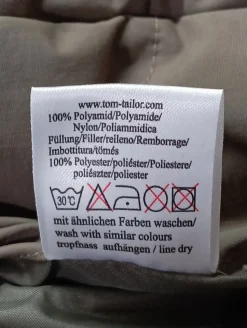 www.tom-tailor.com
100% Polyamid/Polyamide/
Nylon/Poliammidica
Füllung/Filler/relleno/Remborrage/
Imbottitura/tömés
100% Polyester/poliéster/Poliestere/
poliészter/poliester
30°C
mit ähnlichen Farben waschen/
wash with similar colours
tropfnass aufhängen / line dry